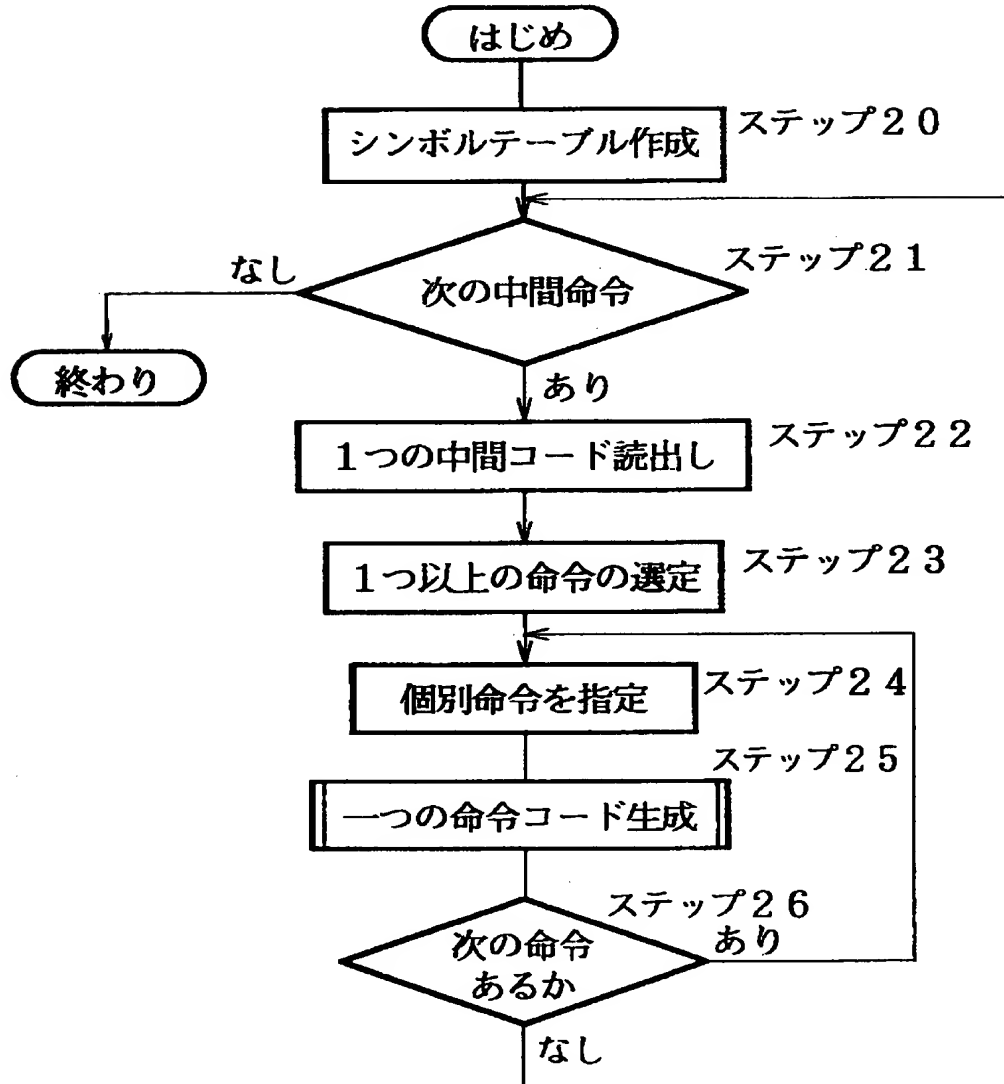 はじめ
シンボルテーブル作成
ステップ20
ステップ21
なし
次の中間命令
終わり
あり
1つの中間コード読出し
ステップ22
1つ以上の命令の選定
ステップ23
個別命令を指定
ステップ24
ステップ25
一つの命令コード生成
ステップ26
次の命令
あるか
あり
なし